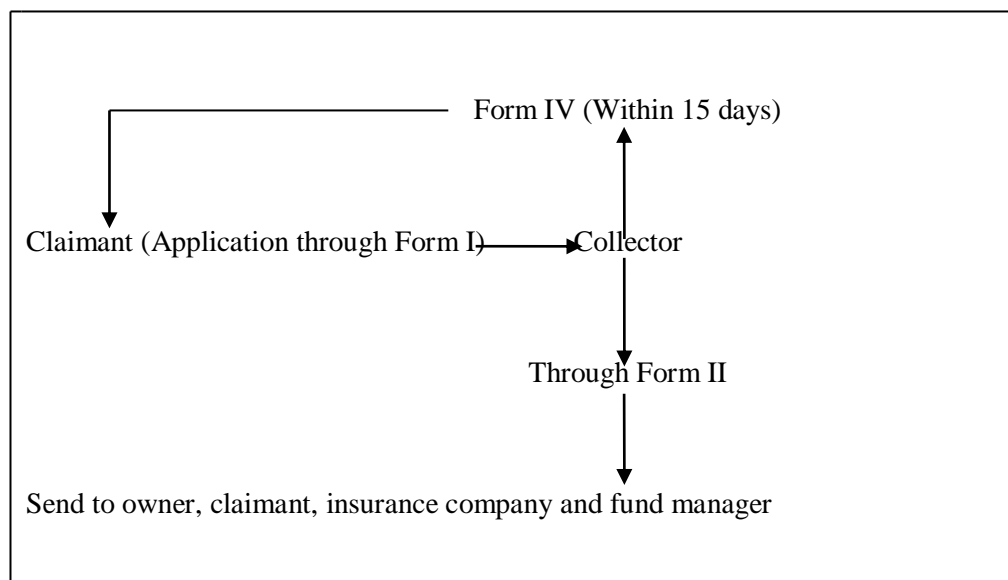 Form IV (Within 15 days)
Claimant (Application through Form I) Collector
Through Form II
Send to owner, claimant, insurance company and fund manager